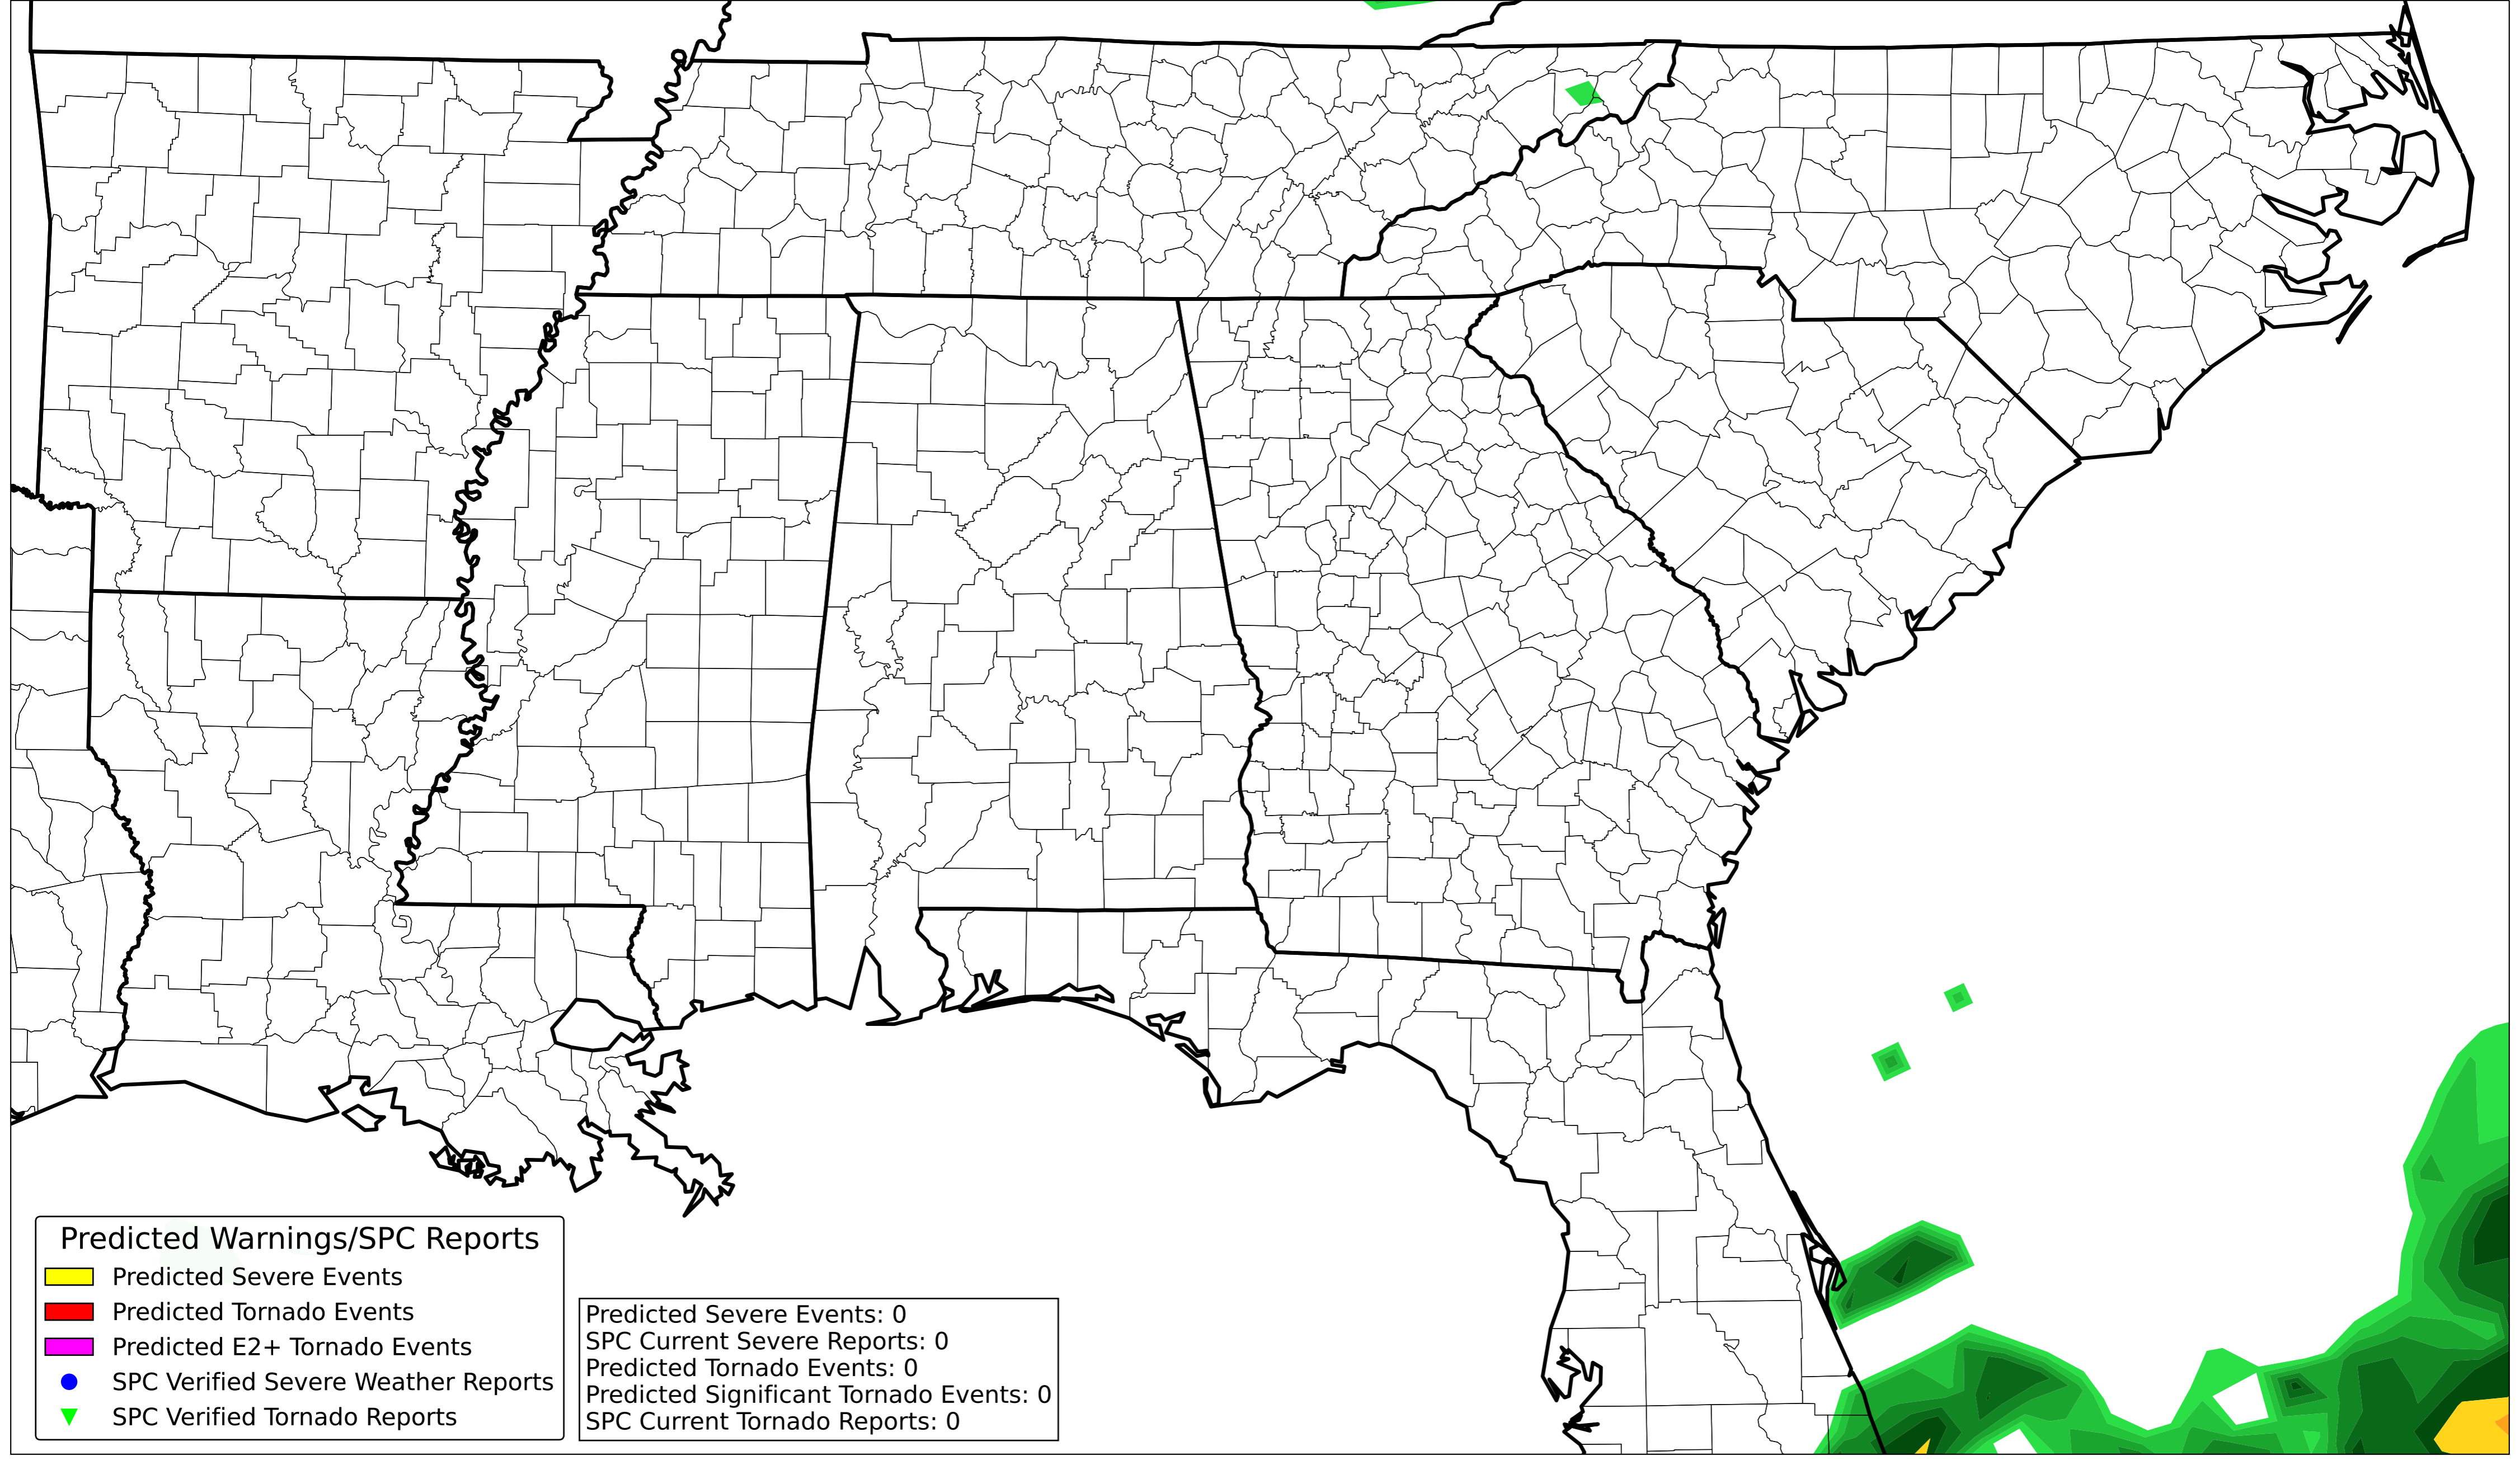 Predicted Warnings/SPC Reports
Predicted Severe Events
Predicted Tornado Events
Predicted E2+ Tornado Events
SPC Verified Severe Weather Reports
SPC Verified Tornado Reports
Predicted Severe Events: 0
SPC Current Severe Reports: 0
Predicted Tornado Events: 0
Predicted Significant Tornado Events: 0
SPC Current Tornado Reports: 0